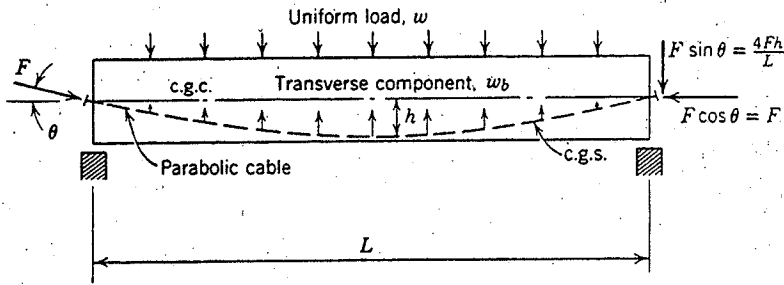 Uniform load, w
F
c.g.c.
Transverse component, w_b
F sin θ = 4Fh/L
h
F cos θ = F
θ
Parabolic cable
c.g.s.
L